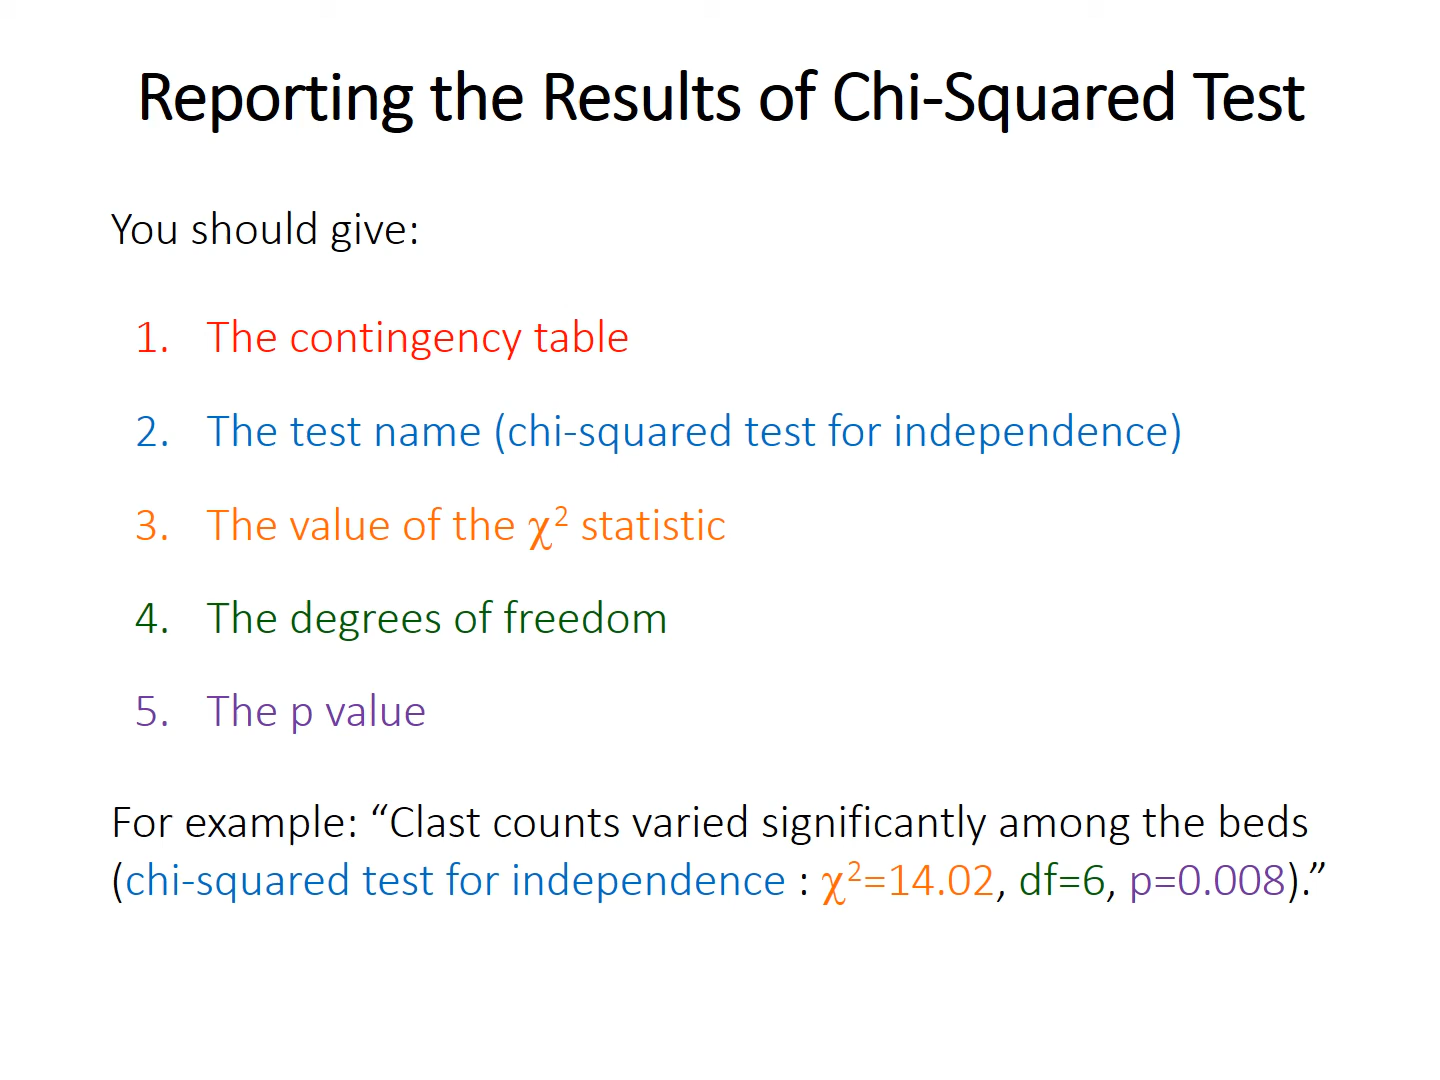 Reporting the Results of Chi-Squared Test
You should give:
1. The contingency table
2. The test name (chi-squared test for independence)
3. The value of the χ² statistic
4. The degrees of freedom
5. The p value
For example: “Clast counts varied significantly among the beds
(chi-squared test for independence : χ²=14.02, df=6, p=0.008).”